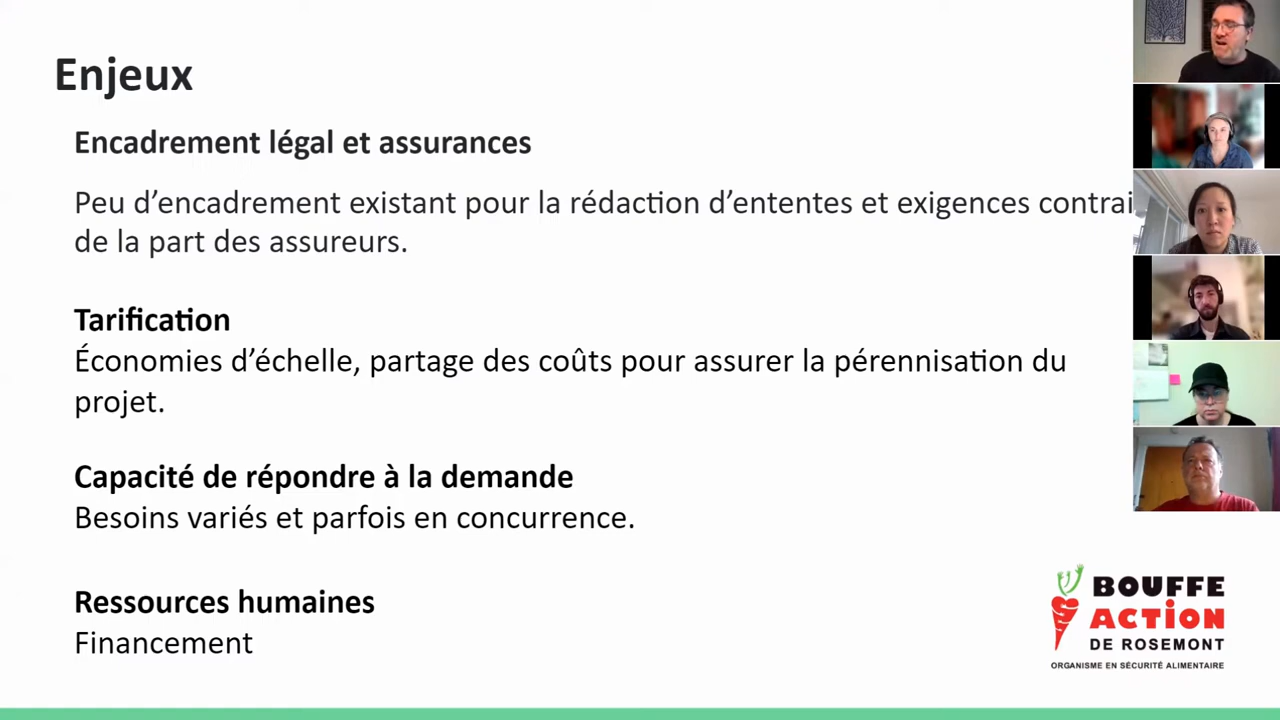 Enjeux
Encadrement légal et assurances
Peu d’encadrement existant pour la rédaction d’ententes et exigences contrai
de la part des assureurs.
Tarification
Économies d’échelle, partage des coûts pour assurer la pérennisation du
projet.
Capacité de répondre à la demande
Besoins variés et parfois en concurrence.
Ressources humaines
Financement
BOUFFE
ACTION
DE ROSEMONT
ORGANISME EN SÉCURITÉ ALIMENTAIRE